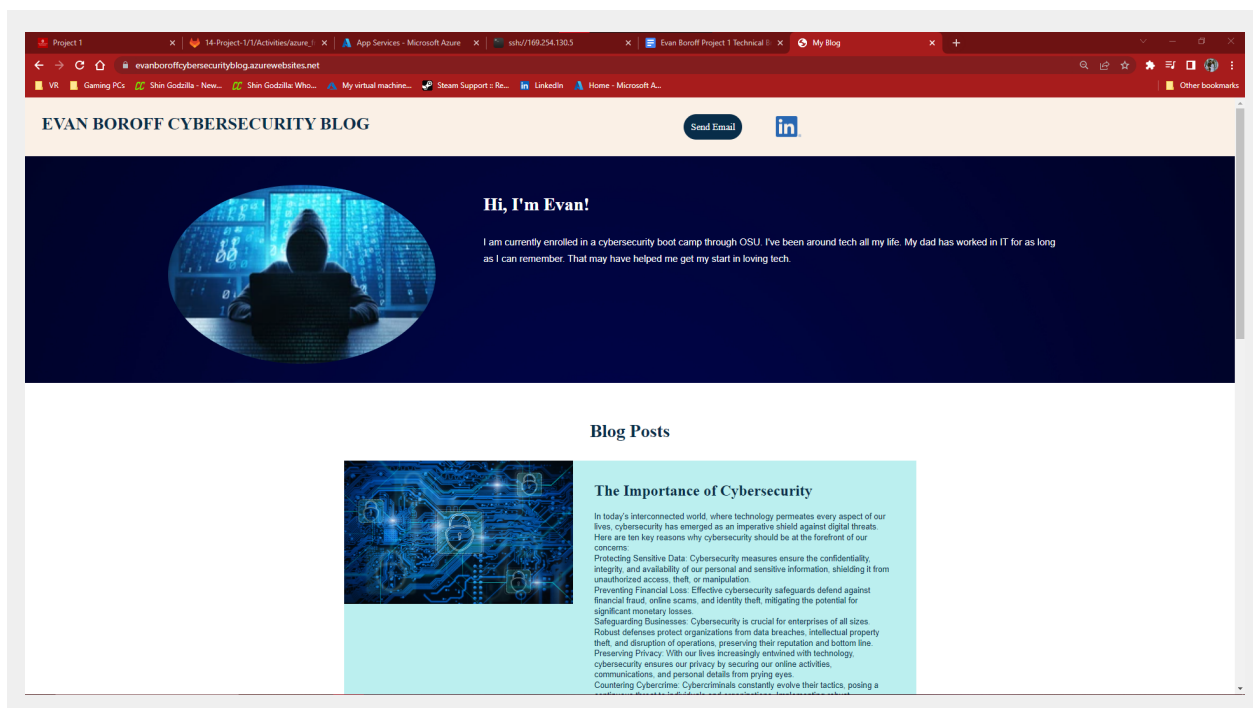 Project 1
14-Project-1/1/Activities/azure_f
App Services - Microsoft Azure
ssh://169.254.130.5
Evan Boroff Project 1 Technical B
My Blog
evanboroffcybersecurityblog.azurewebsites.net
VR
Gaming PCs
Shin Godzilla - New...
Shin Godzilla: Who...
My virtual machine...
Steam Support :: Re...
LinkedIn
Home - Microsoft A...
Other bookmarks
EVAN BOROFF CYBERSECURITY BLOG
Send Email
in
Hi, I'm Evan!
I am currently enrolled in a cybersecurity boot camp through OSU. I've been around tech all my life. My dad has worked in IT for as long
as I can remember. That may have helped me get my start in loving tech.
Blog Posts
The Importance of Cybersecurity
In today's interconnected world, where technology permeates every aspect of our
lives, cybersecurity has emerged as an imperative shield against digital threats.
Here are ten key reasons why cybersecurity should be at the forefront of our
concerns:
Protecting Sensitive Data: Cybersecurity measures ensure the confidentiality,
integrity, and availability of our personal and sensitive information, shielding it from
unauthorized access, theft, or manipulation.
Preventing Financial Loss: Effective cybersecurity safeguards defend against
financial fraud, online scams, and identity theft, mitigating the potential for
significant monetary losses.
Safeguarding Businesses: Cybersecurity is crucial for enterprises of all sizes.
Robust defenses protect organizations from data breaches, intellectual property
theft, and disruption of operations, preserving their reputation and bottom line.
Preserving Privacy: With our lives increasingly entwined with technology,
cybersecurity ensures our privacy by securing our online activities,
communications, and personal details from prying eyes.
Countering Cybercrime: Cybercriminals constantly evolve their tactics, posing a